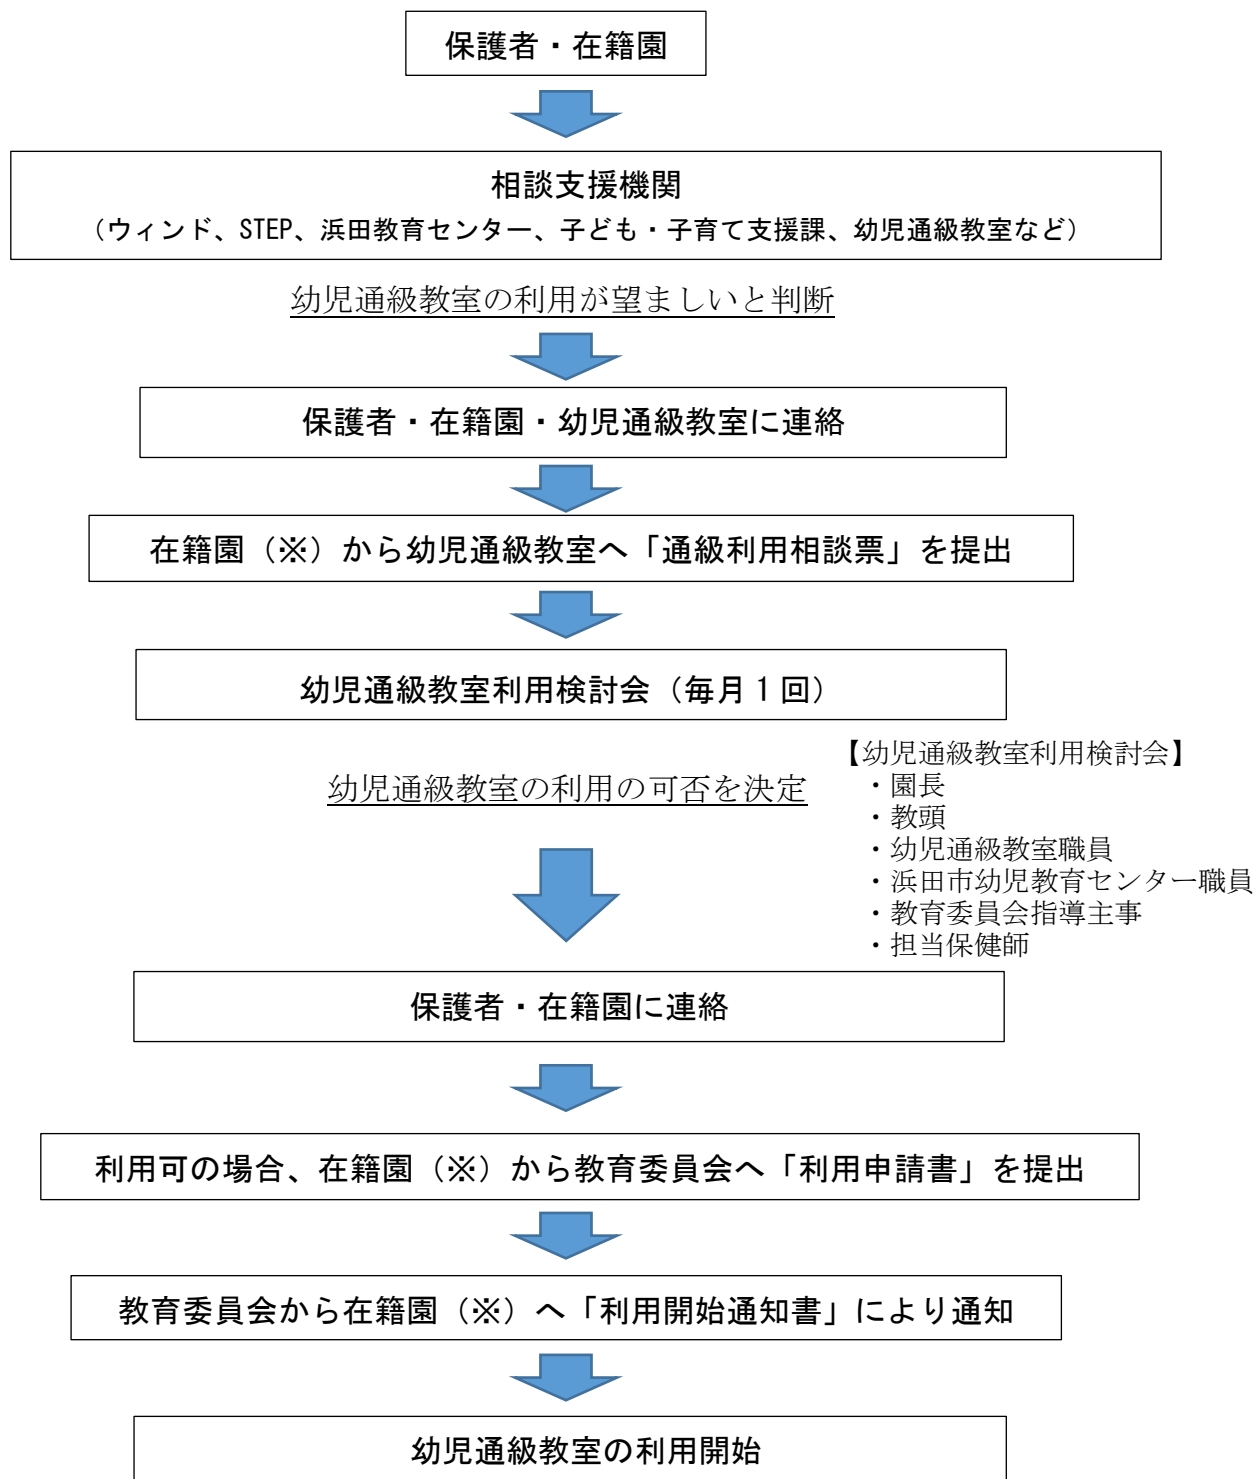 保護者・在籍園
相談支援機関
（ウィンド、STEP、浜田教育センター、子ども・子育て支援課、幼児通級教室など）
幼児通級教室の利用が望ましいと判断
保護者・在籍園・幼児通級教室に連絡
在籍園（※）から幼児通級教室へ「通級利用相談票」を提出
幼児通級教室利用検討会（毎月１回）
幼児通級教室の利用の可否を決定
【幼児通級教室利用検討会】
・園長
・教頭
・幼児通級教室職員
・浜田市幼児教育センター職員
・教育委員会指導主事
・担当保健師
保護者・在籍園に連絡
利用可の場合、在籍園（※）から教育委員会へ「利用申請書」を提出
教育委員会から在籍園（※）へ「利用開始通知書」により通知
幼児通級教室の利用開始